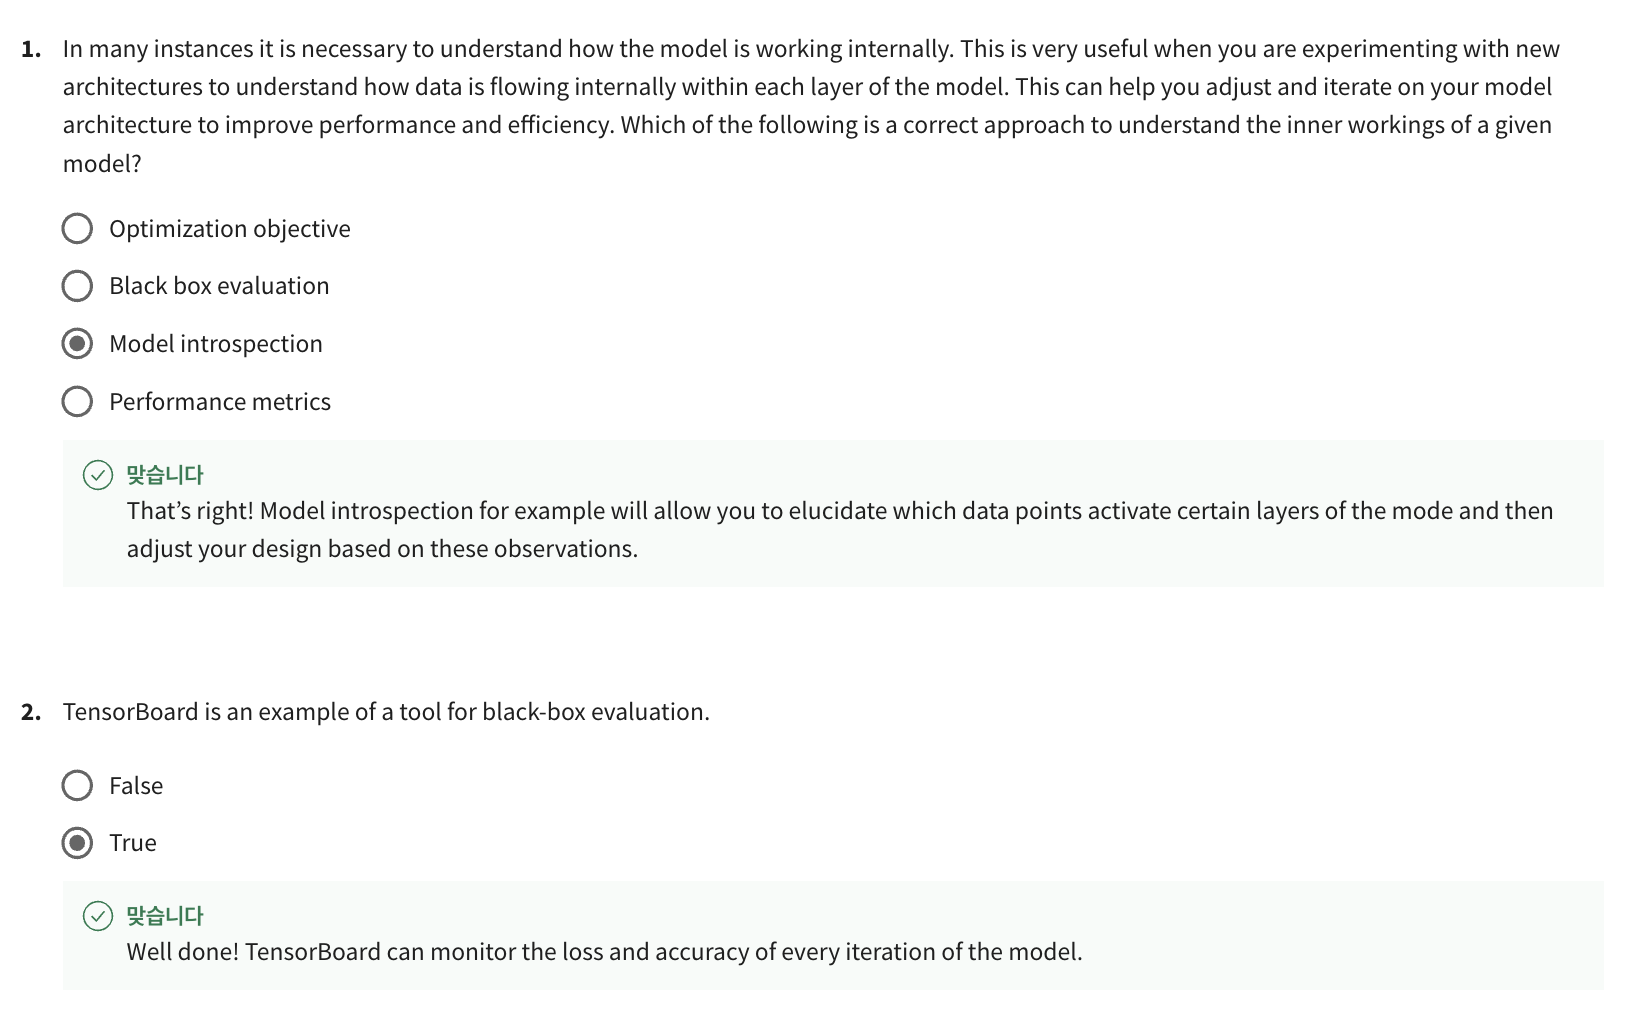 1. In many instances it is necessary to understand how the model is working internally. This is very useful when you are experimenting with new
architectures to understand how data is flowing internally within each layer of the model. This can help you adjust and iterate on your model
architecture to improve performance and efficiency. Which of the following is a correct approach to understand the inner workings of a given
model?
Optimization objective
Black box evaluation
Model introspection
Performance metrics
맞습니다
That’s right! Model introspection for example will allow you to elucidate which data points activate certain layers of the mode and then
adjust your design based on these observations.
2. TensorBoard is an example of a tool for black-box evaluation.
False
True
맞습니다
Well done! TensorBoard can monitor the loss and accuracy of every iteration of the model.